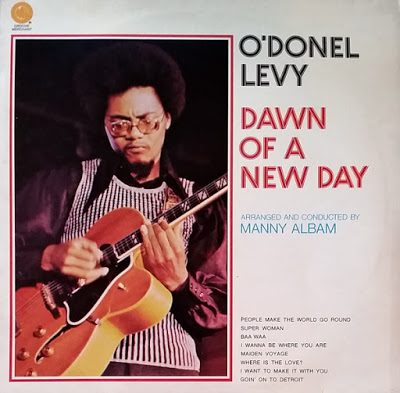 GROOVE
MERCHANT
O'DONEL
LEVY
DAWN
OF A
NEW DAY
ARRANGED AND CONDUCTED BY
MANNY ALBAM
PEOPLE MAKE THE WORLD GO ROUND
SUPER WOMAN
BAA WAA
I WANNA BE WHERE YOU ARE
MAIDEN VOYAGE
WHERE IS THE LOVE?
I WANT TO MAKE IT WITH YOU
GOIN' ON TO DETROIT